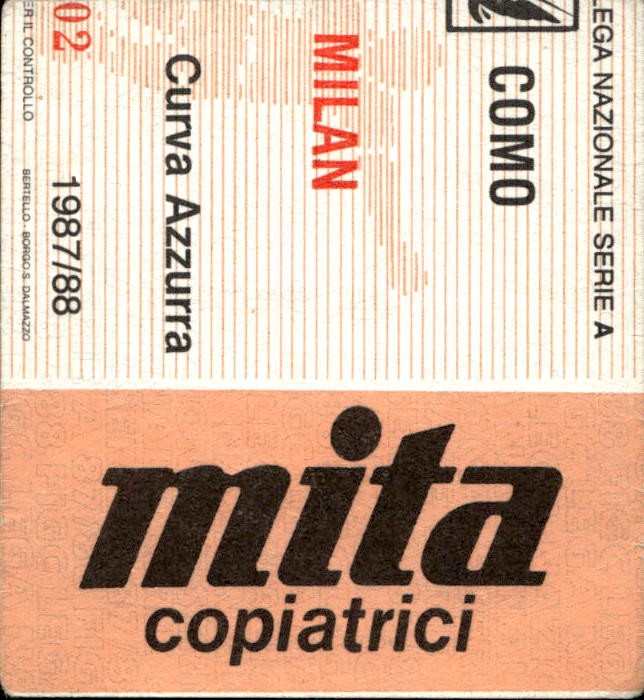 LEGA NAZIONALE SERIE A
COMO
MILAN
Curva Azzurra
1987/88
02
ER IL CONTROLLO
BERTELLO - BORGO S. DALMAZZO
mita
copiatrici